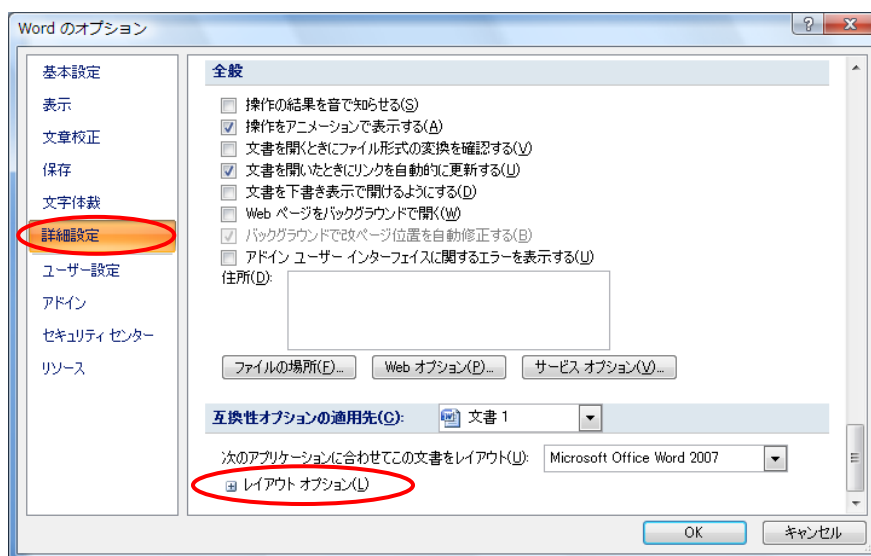 Word のオプション
基本設定
表示
文章校正
保存
文字体裁
詳細設定
ユーザー設定
アドイン
セキュリティ センター
リソース
全般
操作の結果を音で知らせる(S)
操作をアニメーションで表示する(A)
文書を開くときにファイル形式の変換を確認する(V)
文書を開いたときにリンクを自動的に更新する(U)
文書を下書き表示で開けるようにする(D)
Web ページをバックグラウンドで開く(W)
バックグラウンドで改ページ位置を自動修正する(B)
アドイン ユーザー インターフェイスに関するエラーを表示する(U)
住所(D):
ファイルの場所(F)... Web オプション(P)... サービス オプション(V)...
互換性オプションの適用先(C): 文書 1
次のアプリケーションに合わせてこの文書をレイアウト(U): Microsoft Office Word 2007
レイアウト オプション(L)
OK キャンセル